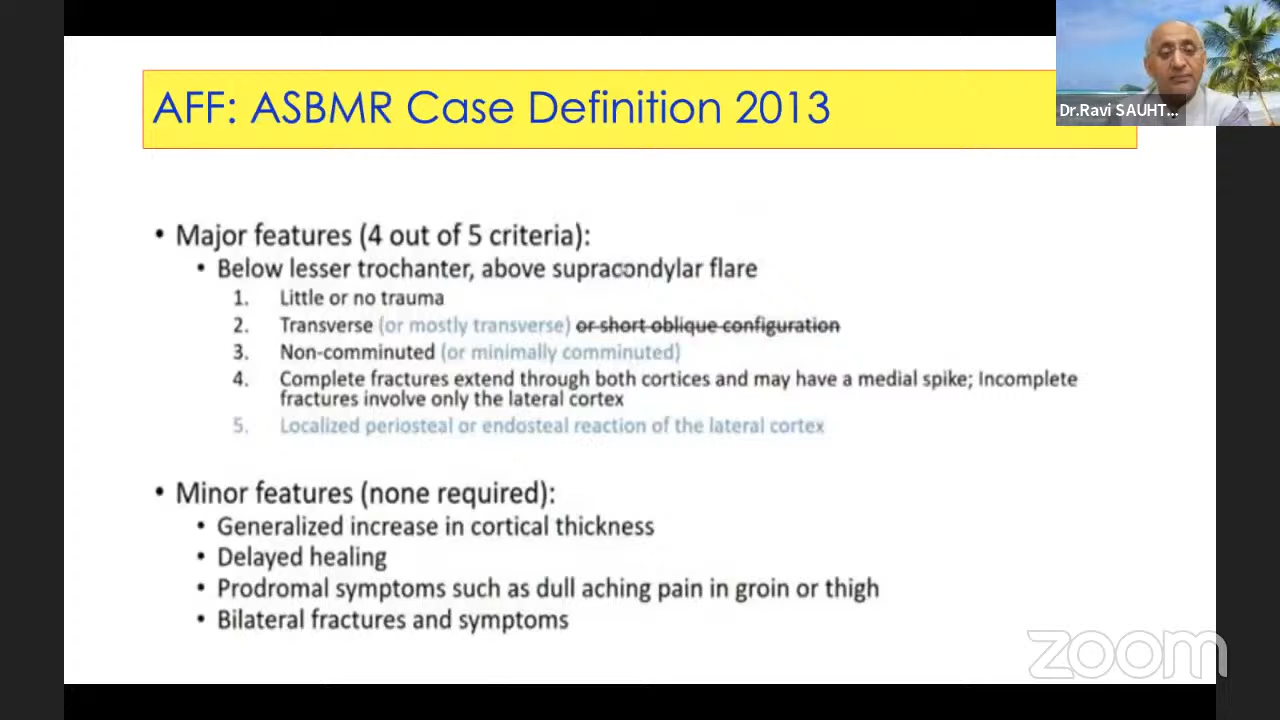 AFF: ASBMR Case Definition 2013
Dr.Ravi SAUHT...
• Major features (4 out of 5 criteria):
• Below lesser trochanter, above supracondylar flare
1. Little or no trauma
2. Transverse (or mostly transverse) or short oblique configuration
3. Non-comminuted (or minimally comminuted)
4. Complete fractures extend through both cortices and may have a medial spike; Incomplete
fractures involve only the lateral cortex
5. Localized periosteal or endosteal reaction of the lateral cortex
• Minor features (none required):
• Generalized increase in cortical thickness
• Delayed healing
• Prodromal symptoms such as dull aching pain in groin or thigh
• Bilateral fractures and symptoms
zoom